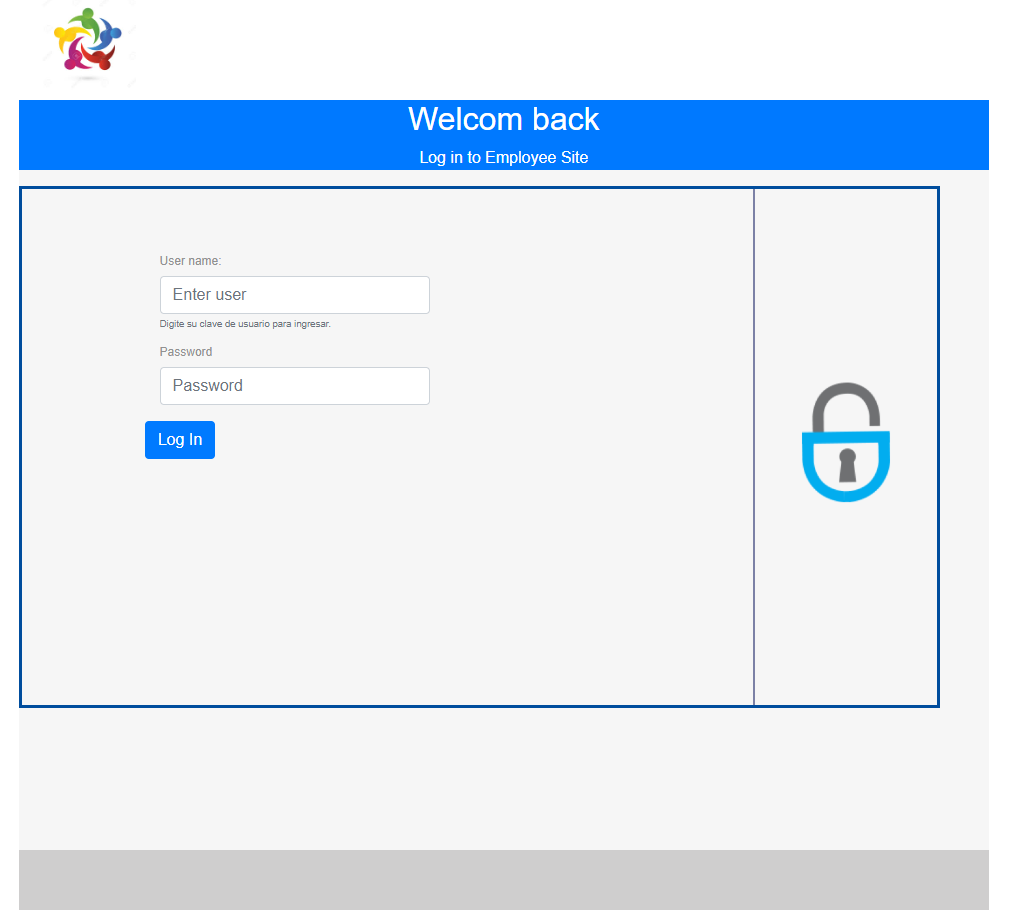 Welcom back
Log in to Employee Site
User name:
Enter user
Digite su clave de usuario para ingresar.
Password
Password
Log In